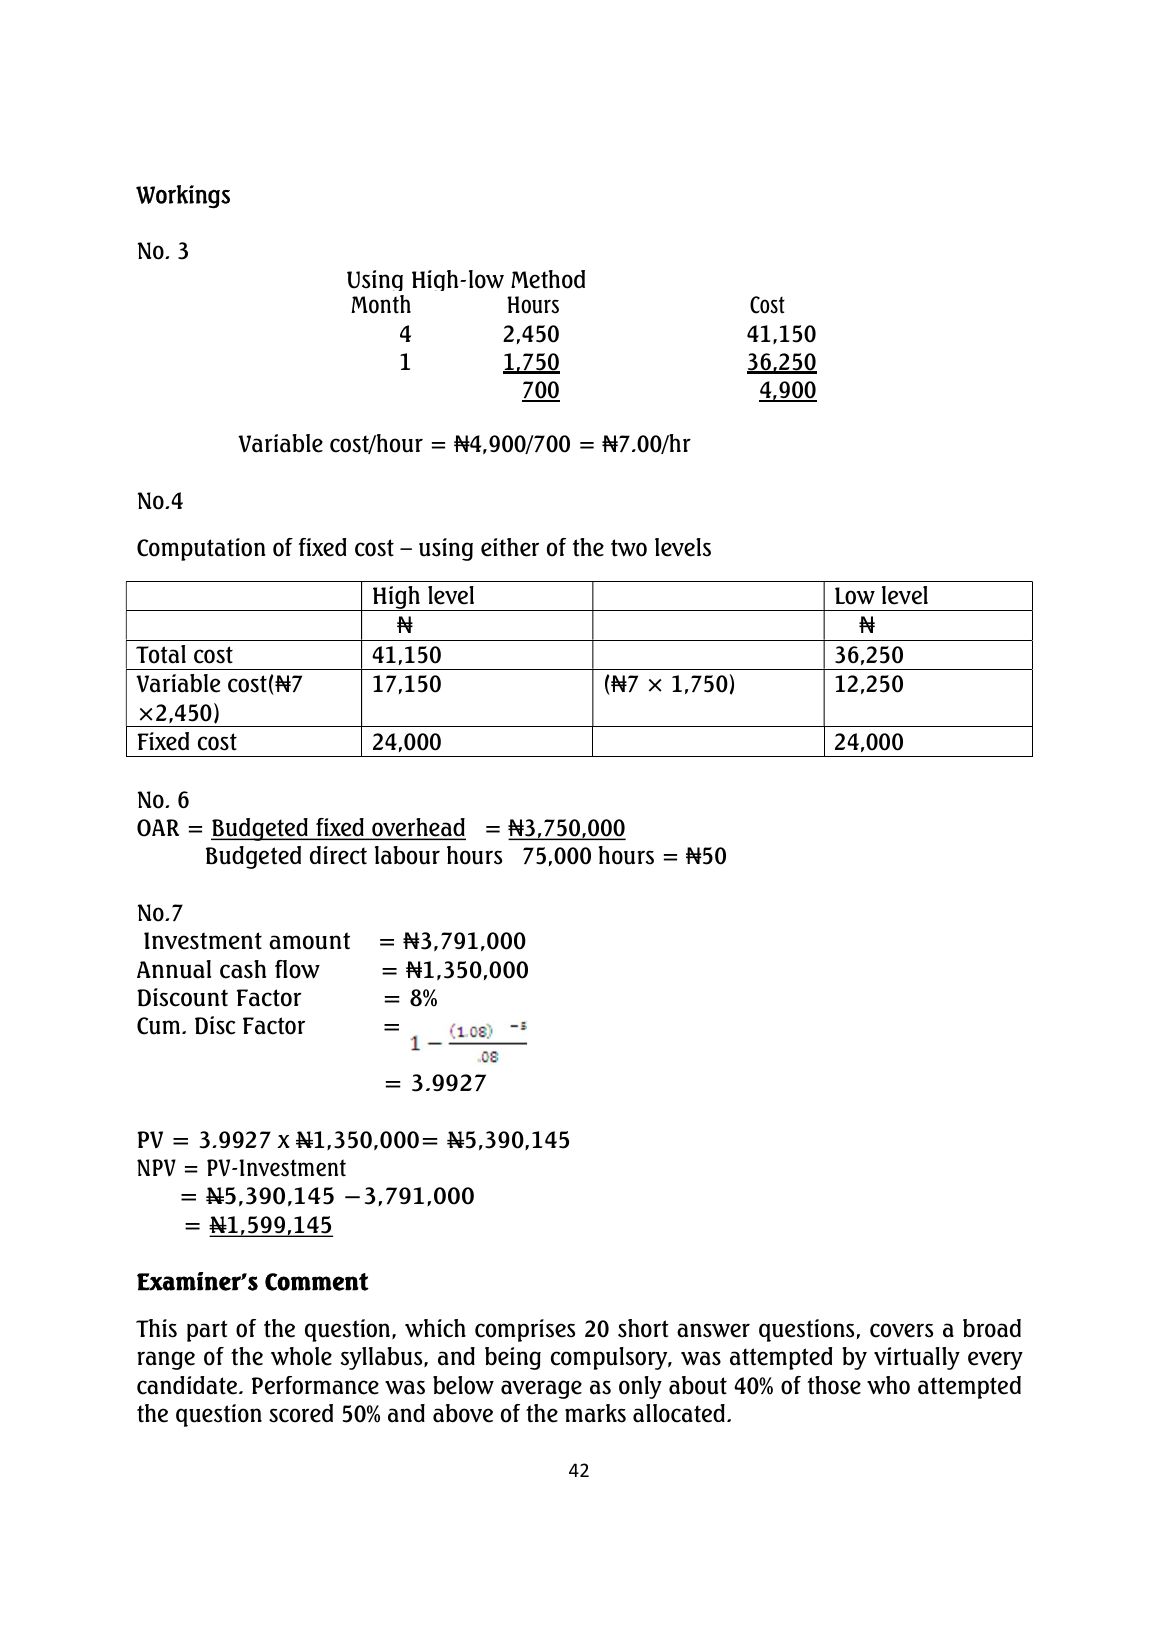 Workings
No. 3
Using High-low Method
Month Hours Cost
4 2,450 41,150
1 1,750 36,250
700 4,900
Variable cost/hour = ₦4,900/700 = ₦7.00/hr
No.4
Computation of fixed cost – using either of the two levels
High level Low level
₦ ₦
Total cost 41,150 36,250
Variable cost(₦7 17,150 (₦7 × 1,750) 12,250
×2,450)
Fixed cost 24,000 24,000
No. 6
OAR = Budgeted fixed overhead = ₦3,750,000
Budgeted direct labour hours 75,000 hours = ₦50
No.7
Investment amount = ₦3,791,000
Annual cash flow = ₦1,350,000
Discount Factor = 8%
Cum. Disc Factor =
1 − (1.08) −5
.08
= 3.9927
PV = 3.9927 x ₦1,350,000= ₦5,390,145
NPV = PV-Investment
= ₦5,390,145 −3,791,000
= ₦1,599,145
Examiner's Comment
This part of the question, which comprises 20 short answer questions, covers a broad
range of the whole syllabus, and being compulsory, was attempted by virtually every
candidate. Performance was below average as only about 40% of those who attempted
the question scored 50% and above of the marks allocated.
42